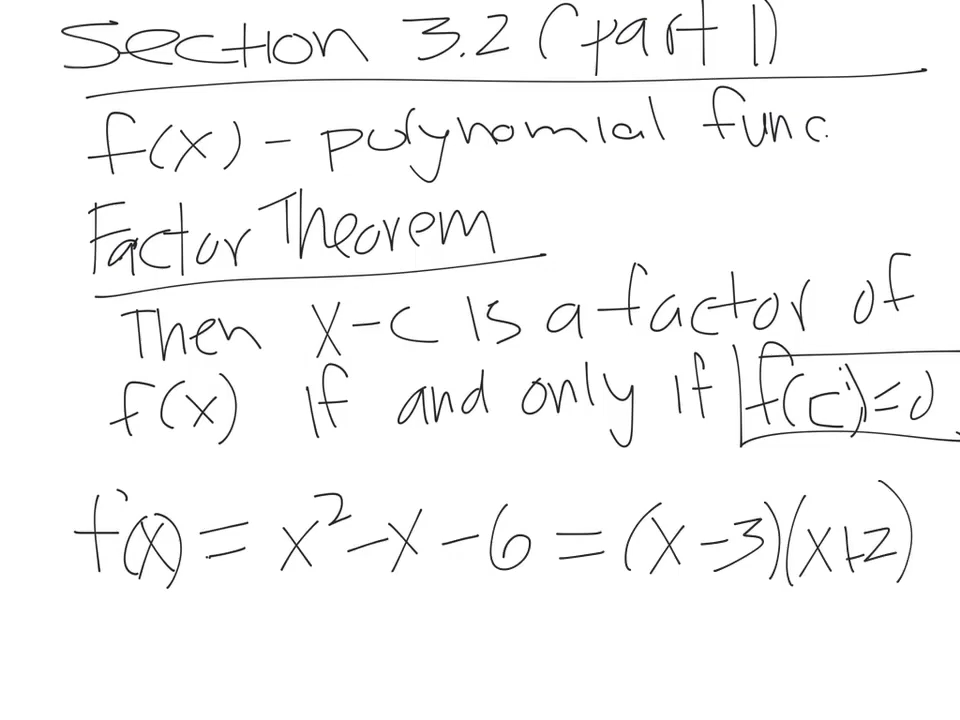 Section 3.2 (part 1)
f(x) - polynomial func.
Factor Theorem
Then x-c is a factor of
f(x) if and only if f(c)=0
f(x) = x²-x-6 = (x-3)(x+2)